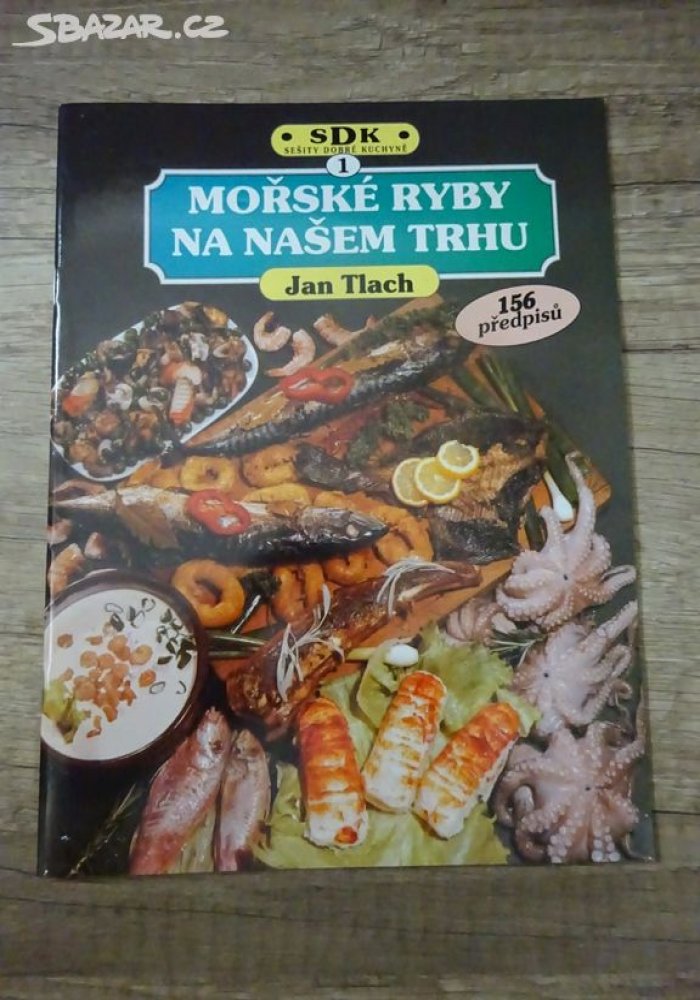 SBAZAR.CZ
• SDK •
SEŠITY DOBRÉ KUCHYNĚ
1
MOŘSKÉ RYBY
NA NAŠEM TRHU
Jan Tlach
156
předpisů